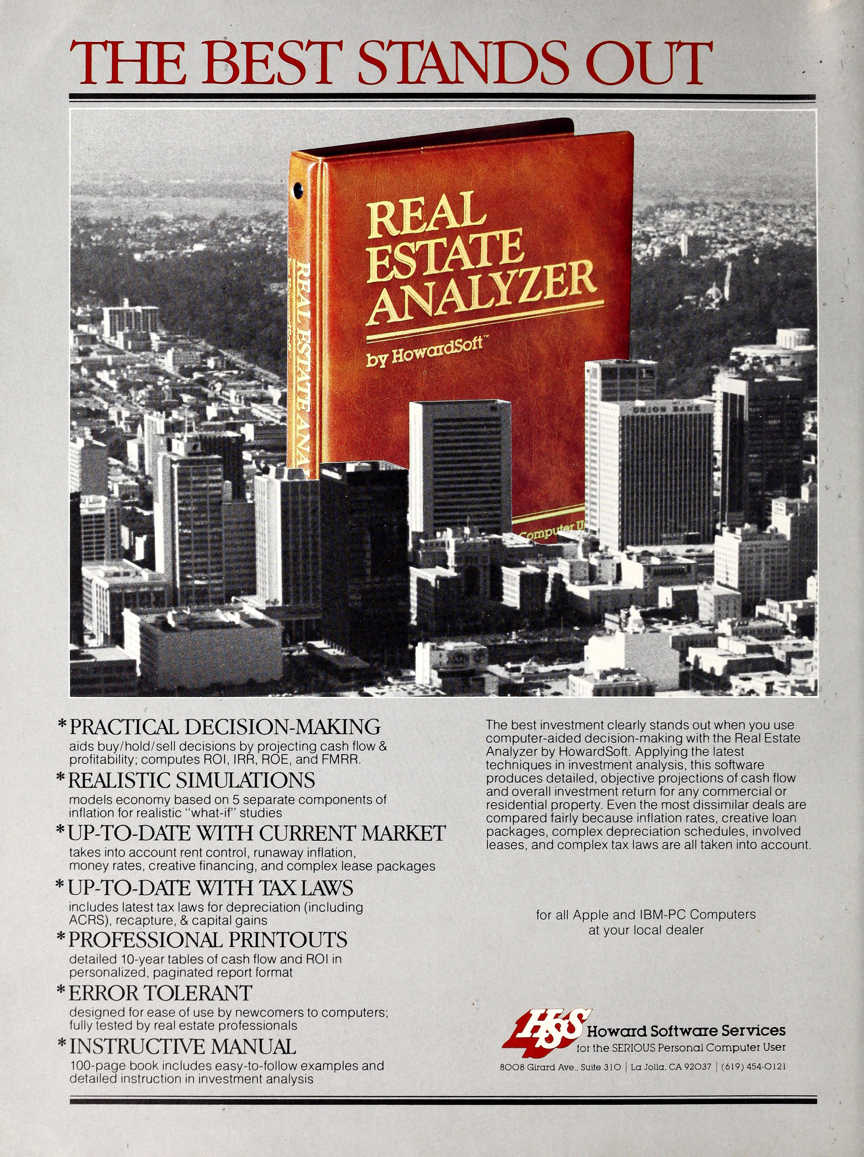 THE BEST STANDS OUT
REAL
ESTATE
ANALYZER
by HowardSoft™
REAL ESTATE ANA
UNION BANK
Computer U
*PRACTICAL DECISION-MAKING
aids buy/hold/sell decisions by projecting cash flow &
profitability; computes ROI, IRR, ROE, and FMRR.
*REALISTIC SIMULATIONS
models economy based on 5 separate components of
inflation for realistic "what-if" studies
*UP-TO-DATE WITH CURRENT MARKET
takes into account rent control, runaway inflation,
money rates, creative financing, and complex lease packages
*UP-TO-DATE WITH TAX LAWS
includes latest tax laws for depreciation (including
ACRS), recapture, & capital gains
*PROFESSIONAL PRINTOUTS
detailed 10-year tables of cash flow and ROI in
personalized, paginated report format
*ERROR TOLERANT
designed for ease of use by newcomers to computers;
fully tested by real estate professionals
*INSTRUCTIVE MANUAL
100-page book includes easy-to-follow examples and
detailed instruction in investment analysis
The best investment clearly stands out when you use
computer-aided decision-making with the Real Estate
Analyzer by HowardSoft. Applying the latest
techniques in investment analysis, this software
produces detailed, objective projections of cash flow
and overall investment return for any commercial or
residential property. Even the most dissimilar deals are
compared fairly because inflation rates, creative loan
packages, complex depreciation schedules, involved
leases, and complex tax laws are all taken into account.
for all Apple and IBM-PC Computers
at your local dealer
HSS
Howard Software Services
for the SERIOUS Personal Computer User
8008 Girard Ave., Suite 310 | La Jolla, CA 92037 | (619) 454-0121